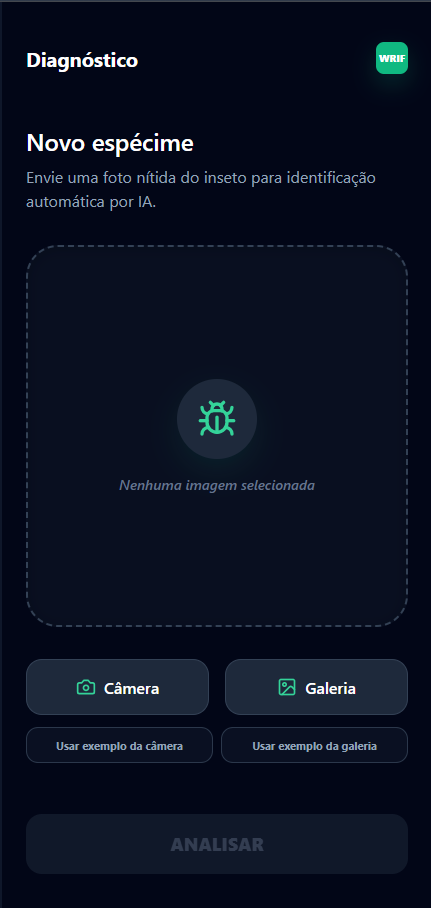 Diagnóstico
WRIF
Novo espécime
Envie uma foto nítida do inseto para identificação
automática por IA.
Nenhuma imagem selecionada
Câmera
Galeria
Usar exemplo da câmera
Usar exemplo da galeria
ANALISAR